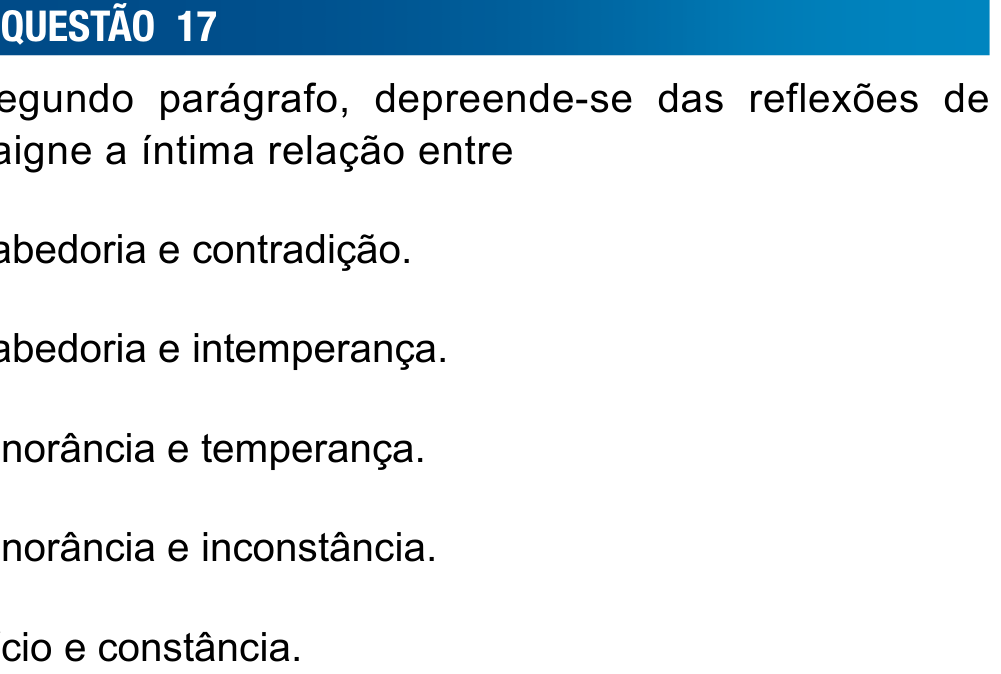 QUESTÃO 17
egundo parágrafo, depreende-se das reflexões de
aigne a íntima relação entre
abedoria e contradição.
abedoria e intemperança.
norância e temperança.
norância e inconstância.
ício e constância.